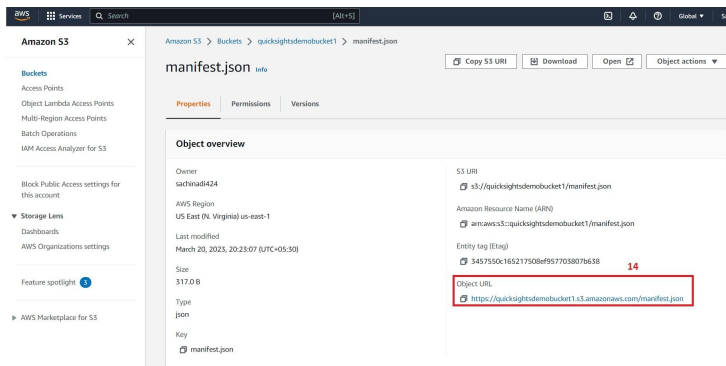 aws
Services
Search
[Alt+S]
Global ▼
Amazon S3
Buckets
Access Points
Object Lambda Access Points
Multi-Region Access Points
Batch Operations
IAM Access Analyzer for S3
Block Public Access settings for
this account
▼ Storage Lens
Dashboards
AWS Organizations settings
Feature spotlight 3
▶ AWS Marketplace for S3
Amazon S3 > Buckets > quicksightsdemobucket1 > manifest.json
manifest.json Info
Copy S3 URI
Download
Open
Object actions ▼
Properties
Permissions
Versions
Object overview
Owner
sachinadi424
AWS Region
US East (N. Virginia) us-east-1
Last modified
March 20, 2023, 20:23:07 (UTC+05:30)
Size
317.0 B
Type
json
Key
manifest.json
S3 URI
s3://quicksightsdemobucket1/manifest.json
Amazon Resource Name (ARN)
arn:aws:s3:::quicksightsdemobucket1/manifest.json
Entity tag (Etag)
3457550c165217508ef957703807b638
14
Object URL
https://quicksightsdemobucket1.s3.amazonaws.com/manifest.json